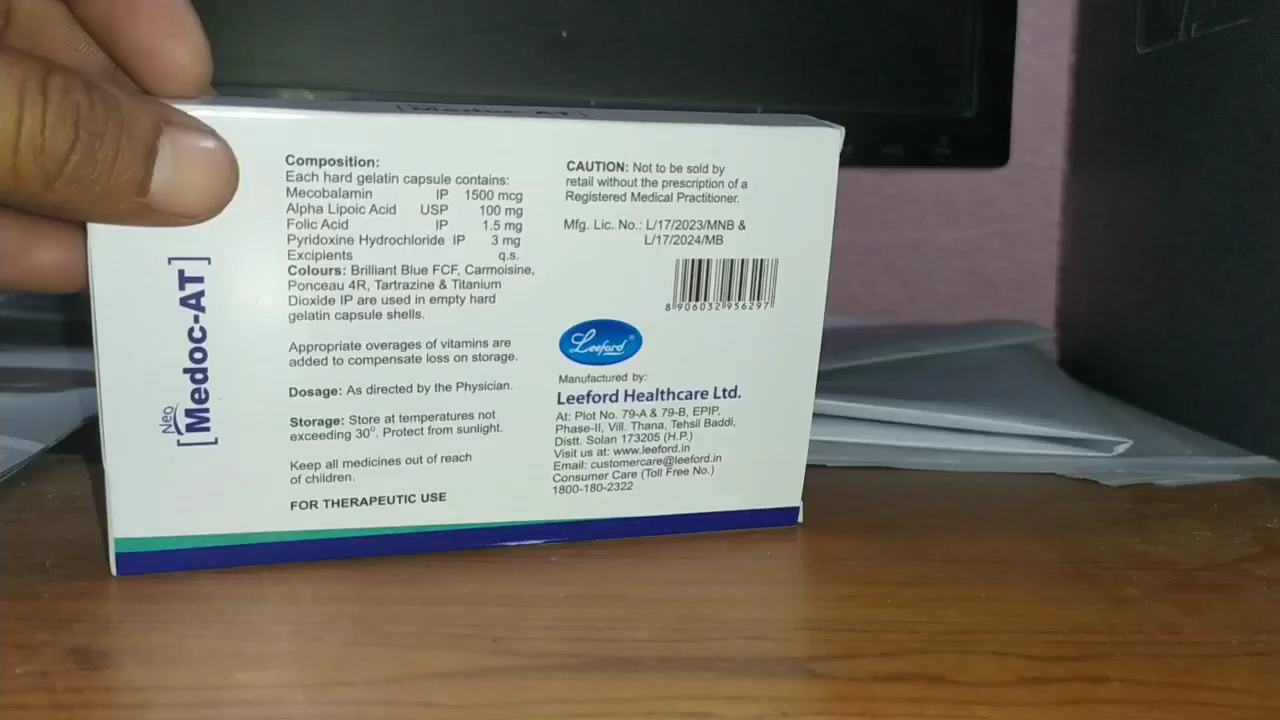 [Medoc-AT]
Neo
[Medoc-AT]
Composition:
Each hard gelatin capsule contains:
Mecobalamin IP 1500 mcg
Alpha Lipoic Acid USP 100 mg
Folic Acid IP 1.5 mg
Pyridoxine Hydrochloride IP 3 mg
Excipients q.s.
Colours: Brilliant Blue FCF, Carmoisine,
Ponceau 4R, Tartrazine & Titanium
Dioxide IP are used in empty hard
gelatin capsule shells.
Appropriate overages of vitamins are
added to compensate loss on storage.
Dosage: As directed by the Physician.
Storage: Store at temperatures not
exceeding 30°. Protect from sunlight.
Keep all medicines out of reach
of children.
FOR THERAPEUTIC USE
CAUTION: Not to be sold by
retail without the prescription of a
Registered Medical Practitioner.
Mfg. Lic. No.: L/17/2023/MNB &
L/17/2024/MB
8 906032 956297
Leeford®
Manufactured by:
Leeford Healthcare Ltd.
At: Plot No. 79-A & 79-B, EPIP,
Phase-II, Vill. Thana, Tehsil Baddi,
Distt. Solan 173205 (H.P.)
Visit us at: www.leeford.in
Email: customercare@leeford.in
Consumer Care (Toll Free No.)
1800-180-2322